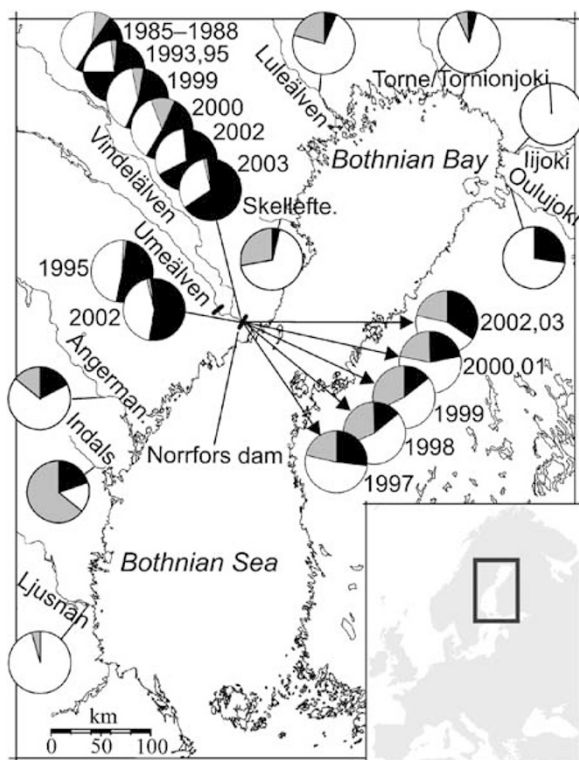 1985–1988
1993,95
1999
2000
2002
2003
Vindelälven
Umeälven
Luleälven
Torne/Tornionjoki
Bothnian Bay
Iijoki
Oulujoki
Skellefte.
1995
2002
Ångerman
Indals
Ljusnan
Norrfors dam
2002,03
2000,01
1999
1998
1997
Bothnian Sea
km
0 50 100